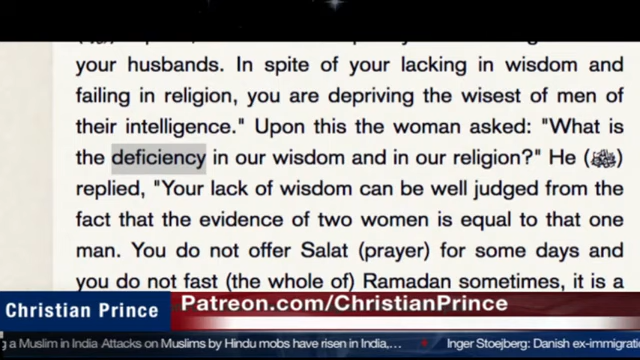 your husbands. In spite of your lacking in wisdom and
failing in religion, you are depriving the wisest of men of
their intelligence." Upon this the woman asked: "What is
the deficiency in our wisdom and in our religion?" He (ﷺ)
replied, "Your lack of wisdom can be well judged from the
fact that the evidence of two women is equal to that one
man. You do not offer Salat (prayer) for some days and
you do not fast (the whole of) Ramadan sometimes, it is a
Christian Prince
Patreon.com/ChristianPrince
g a Muslim in India Attacks on Muslims by Hindu mobs have risen in India,... Inger Stoejberg: Danish ex-immigrati